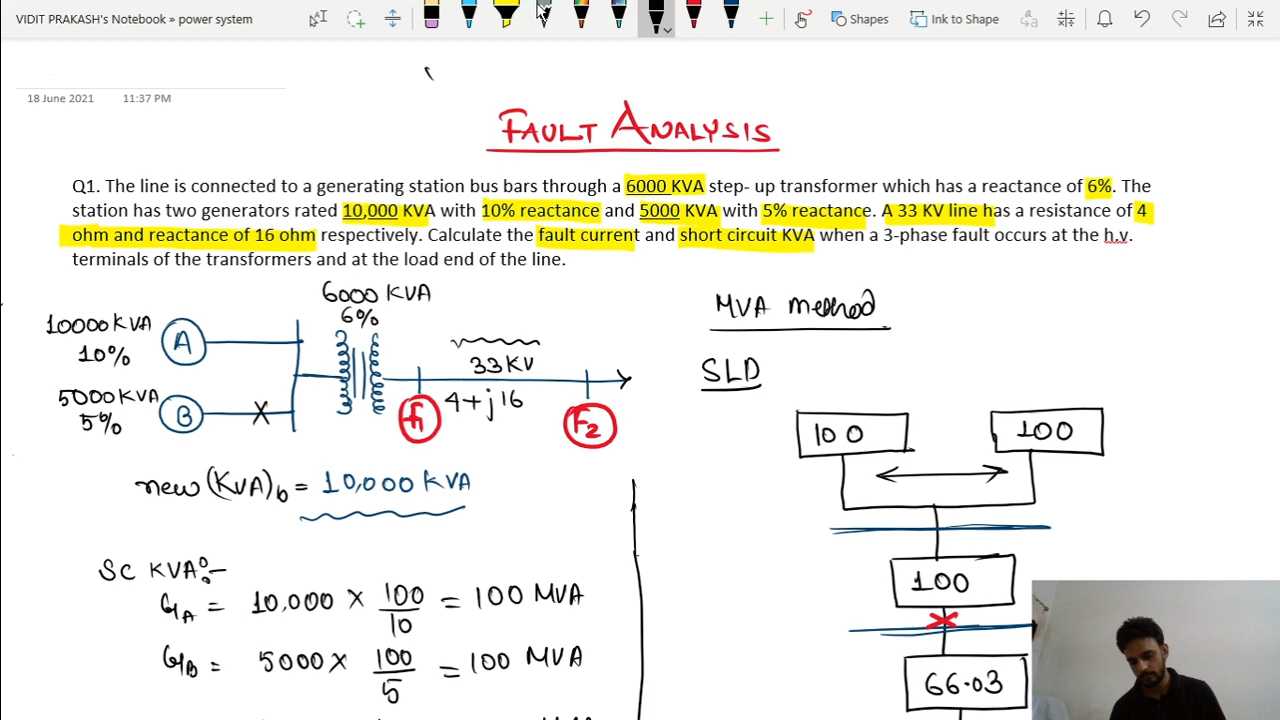 VIDIT PRAKASH's Notebook » power system
Shapes
Ink to Shape
18 June 2021 11:37 PM
FAULT ANALYSIS
Q1. The line is connected to a generating station bus bars through a 6000 KVA step- up transformer which has a reactance of 6%. The
station has two generators rated 10,000 KVA with 10% reactance and 5000 KVA with 5% reactance. A 33 KV line has a resistance of 4
ohm and reactance of 16 ohm respectively. Calculate the fault current and short circuit KVA when a 3-phase fault occurs at the h.v.
terminals of the transformers and at the load end of the line.
6000 KVA
6%
10000 KVA
10%
A
5000 KVA
5%
B
33 KV
4+j16
F1
F2
new (KVA)b = 10,000 KVA
SC KVA:-
GA = 10,000 × 100/10 = 100 MVA
GB = 5000 × 100/5 = 100 MVA
MVA method
SLD
100
100
100
66.03